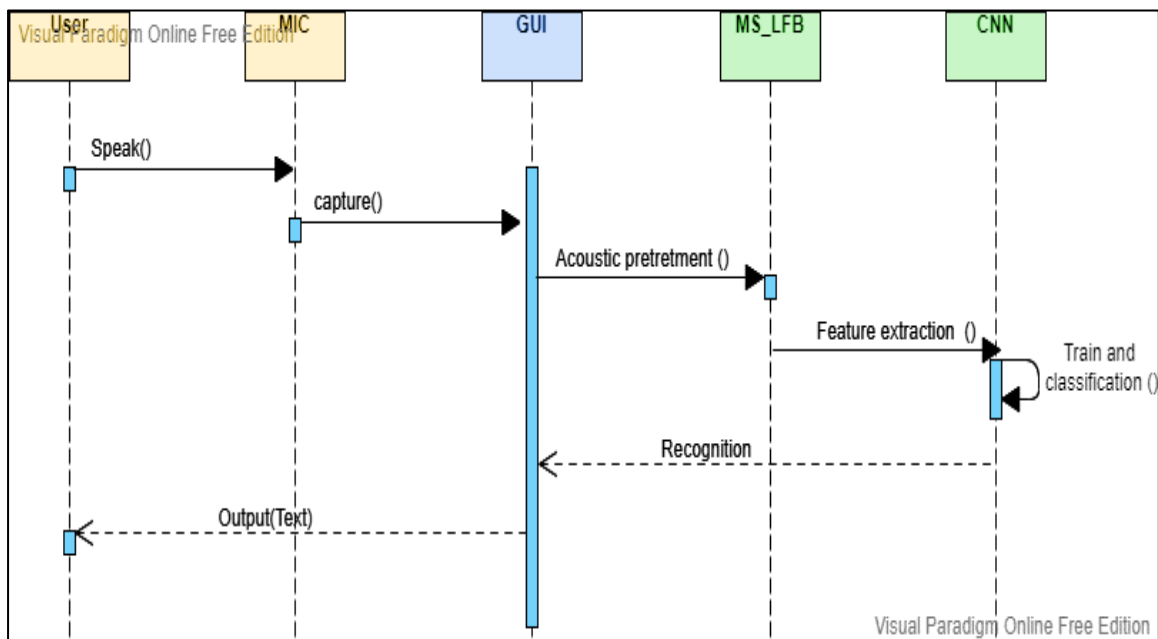 User
MIC
GUI
MS_LFB
CNN
Visual Paradigm Online Free Edition
Speak()
capture()
Acoustic pretretment ()
Feature extraction ()
Train and
classification ()
Recognition
Output(Text)
Visual Paradigm Online Free Edition